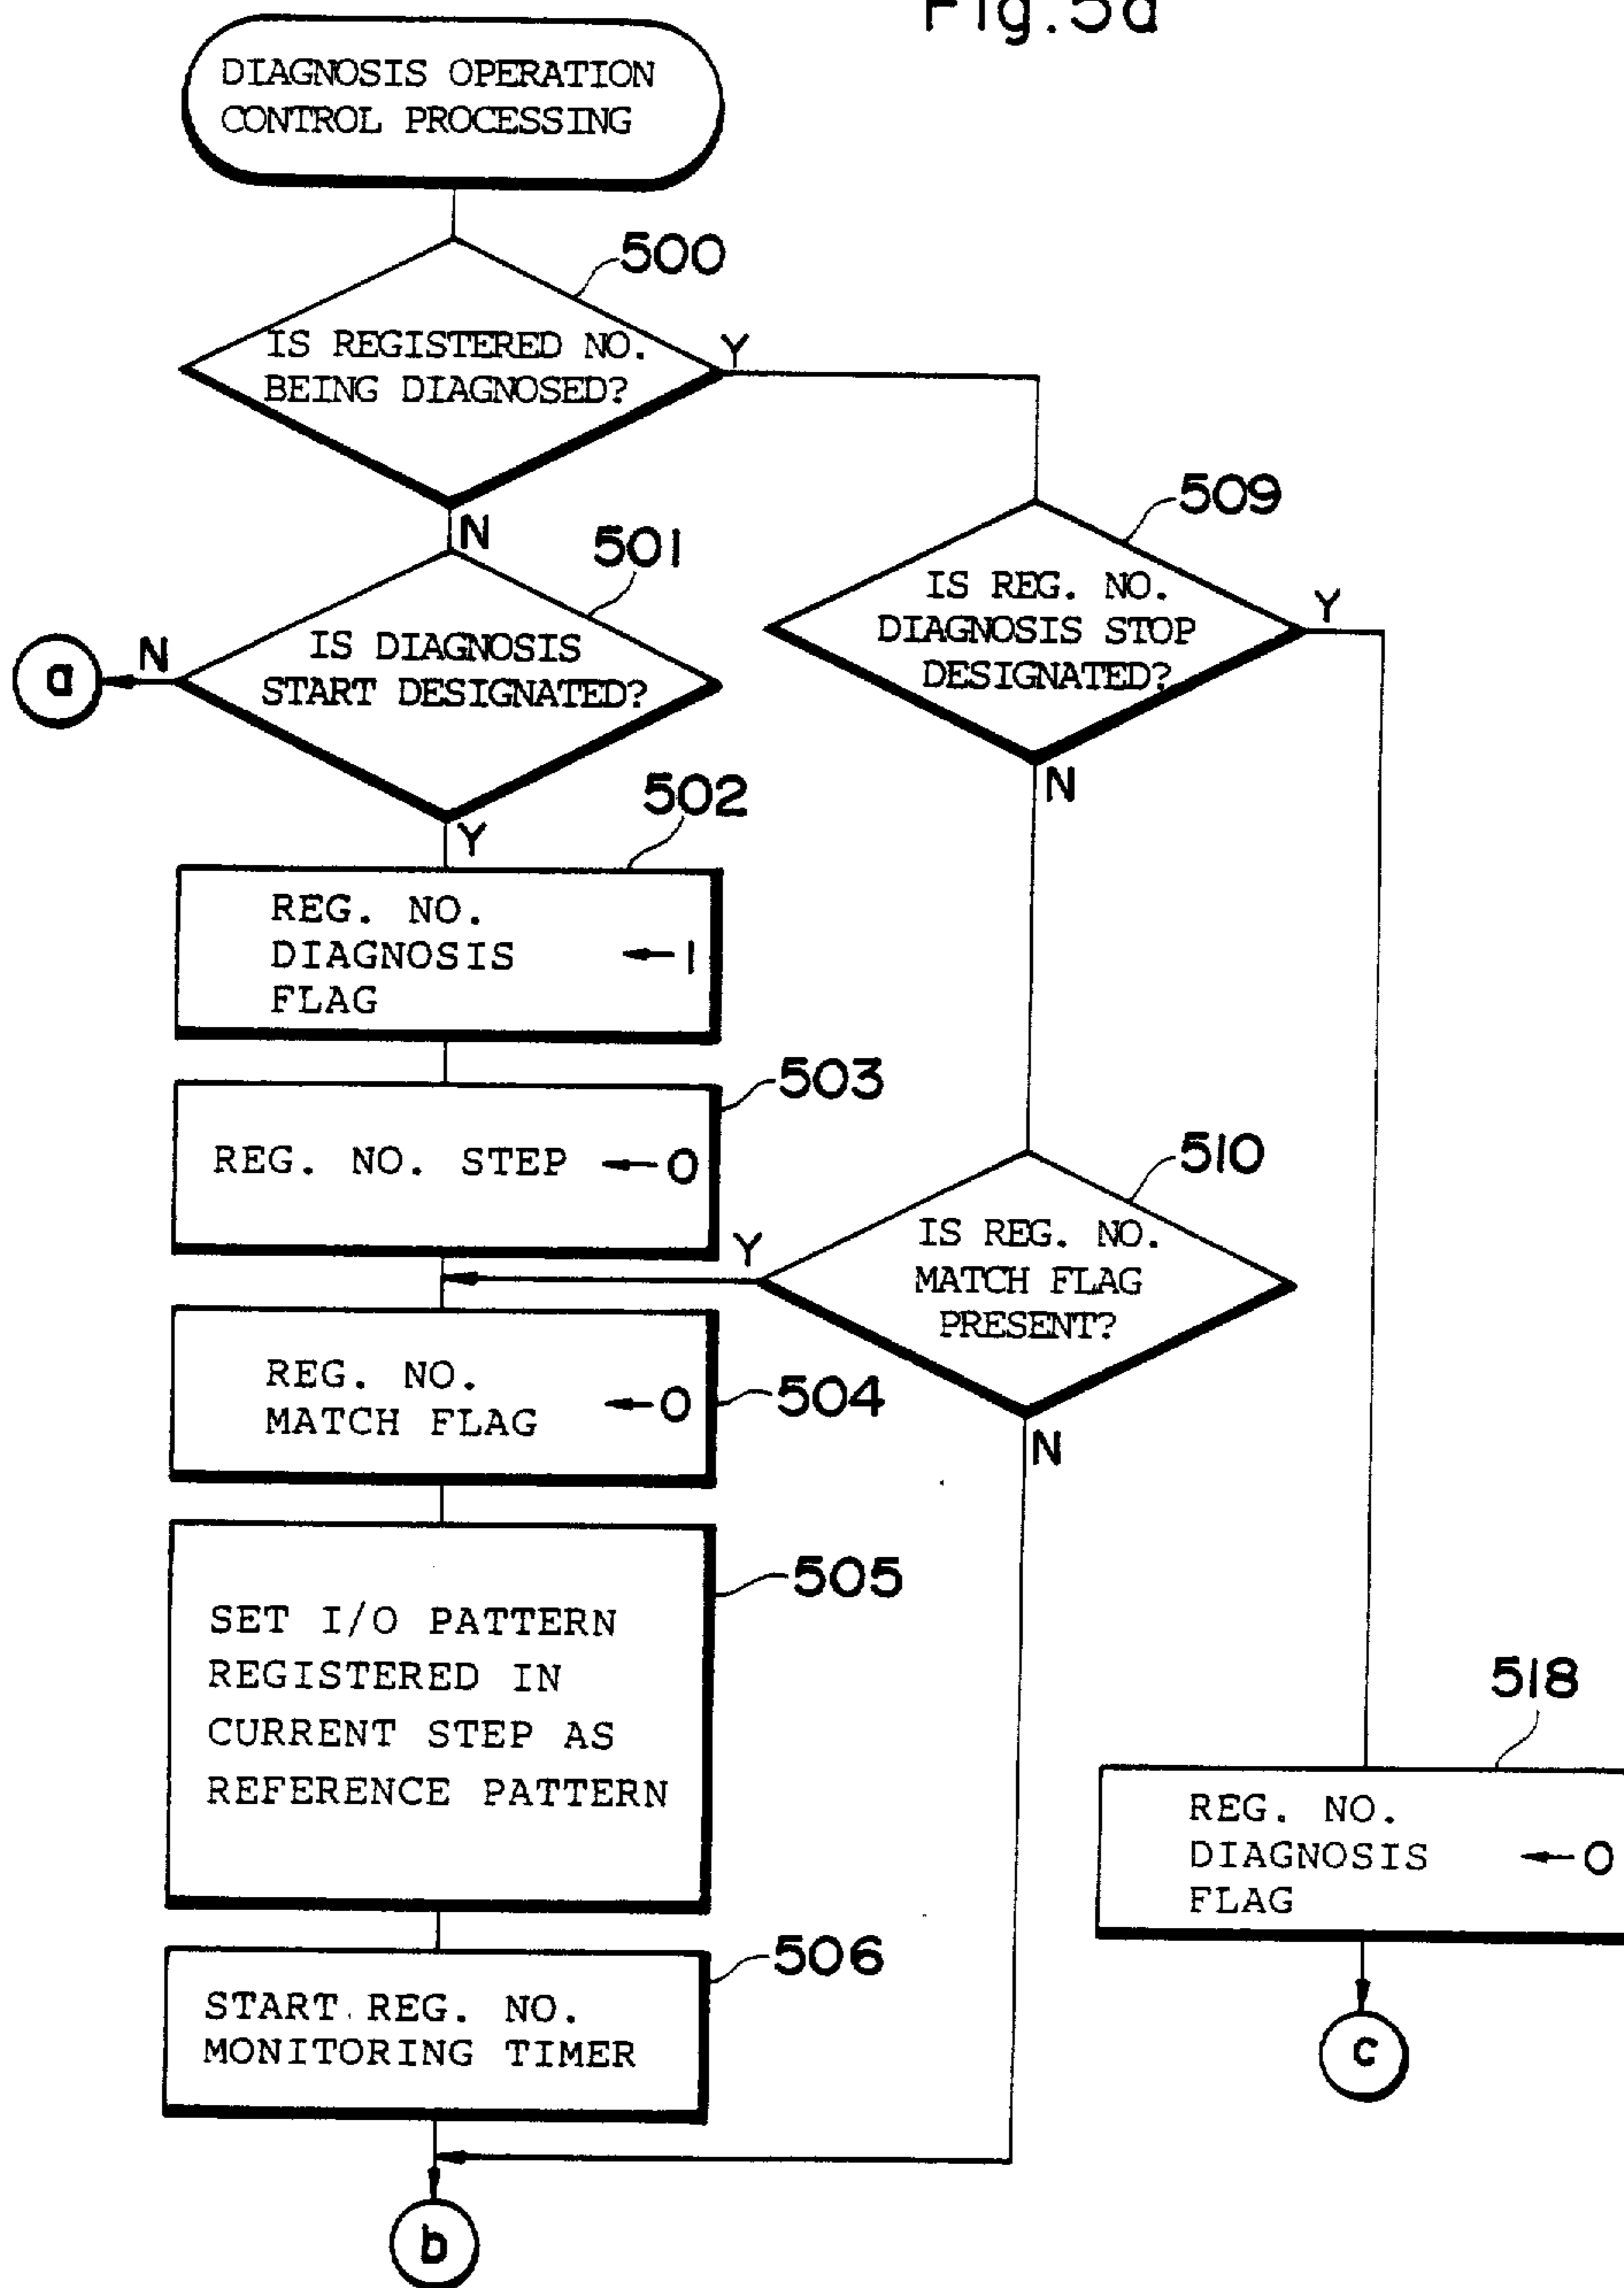 Fig.5a
DIAGNOSIS OPERATION
CONTROL PROCESSING
500
IS REGISTERED NO.
BEING DIAGNOSED?
Y
N
501
IS DIAGNOSIS
START DESIGNATED?
N
a
Y
509
IS REG. NO.
DIAGNOSIS STOP
DESIGNATED?
Y
N
502
REG. NO.
DIAGNOSIS ←1
FLAG
503
REG. NO. STEP ←0
510
IS REG. NO.
MATCH FLAG
PRESENT?
Y
N
504
REG. NO.
MATCH FLAG ←0
505
SET I/O PATTERN
REGISTERED IN
CURRENT STEP AS
REFERENCE PATTERN
518
REG. NO.
DIAGNOSIS ←0
FLAG
c
506
START REG. NO.
MONITORING TIMER
b